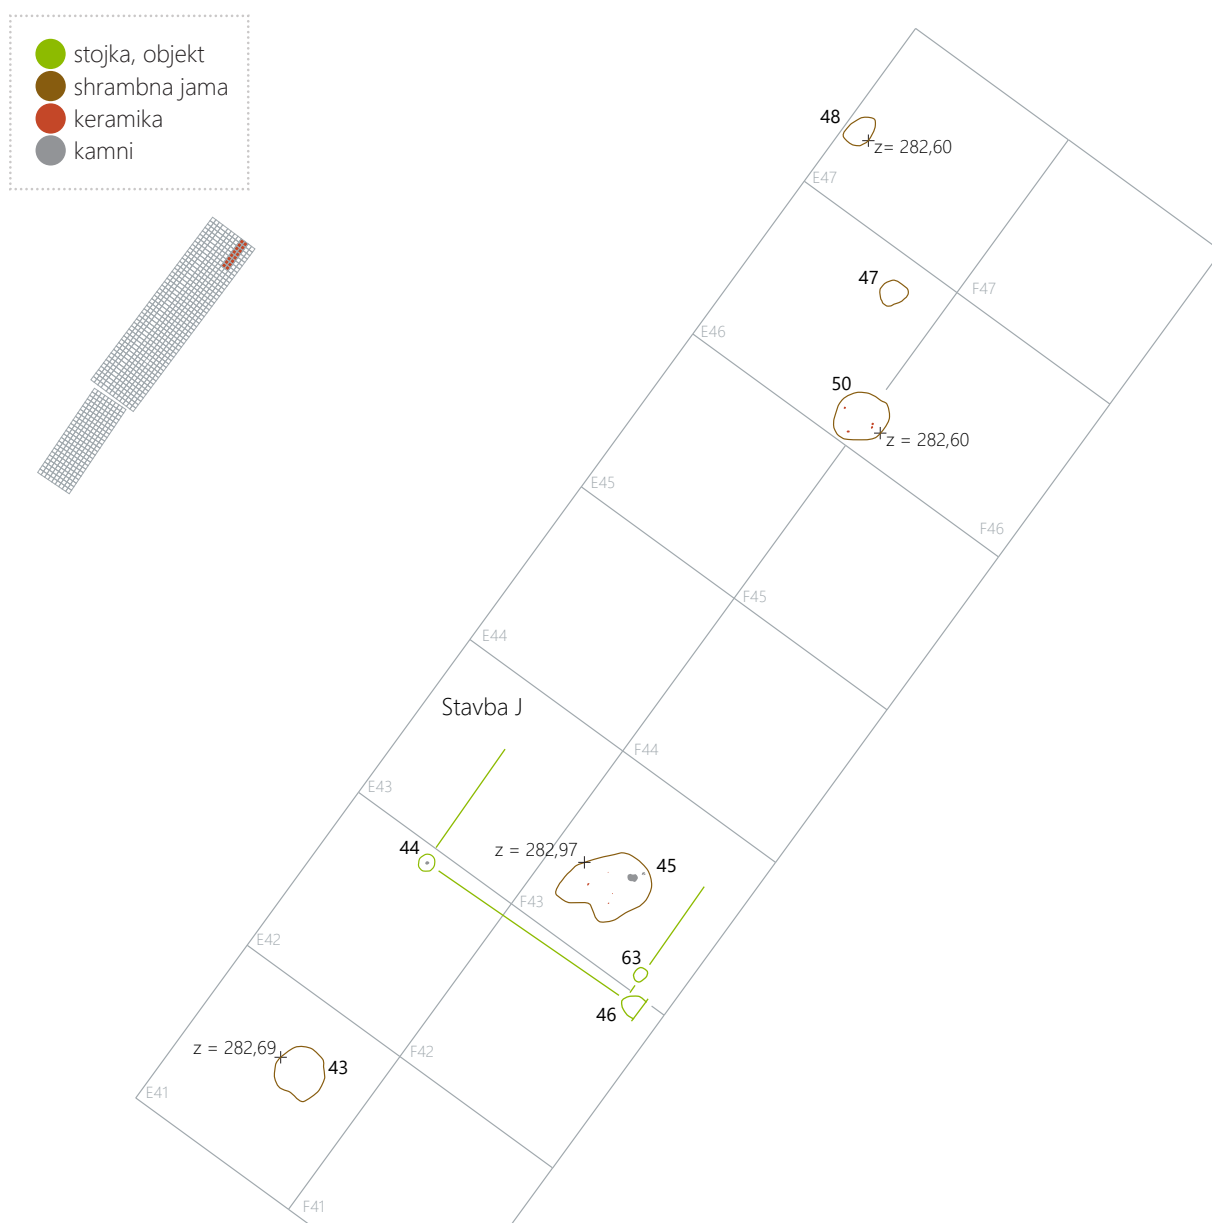 stojka, objekt
shrambna jama
keramika
kamni
48
z= 282,60
E47
47
F47
E46
50
z = 282,60
E45
F46
F45
E44
Stavba J
F44
E43
44
z = 282,97
45
F43
E42
63
46
z = 282,69
43
F42
E41
F41